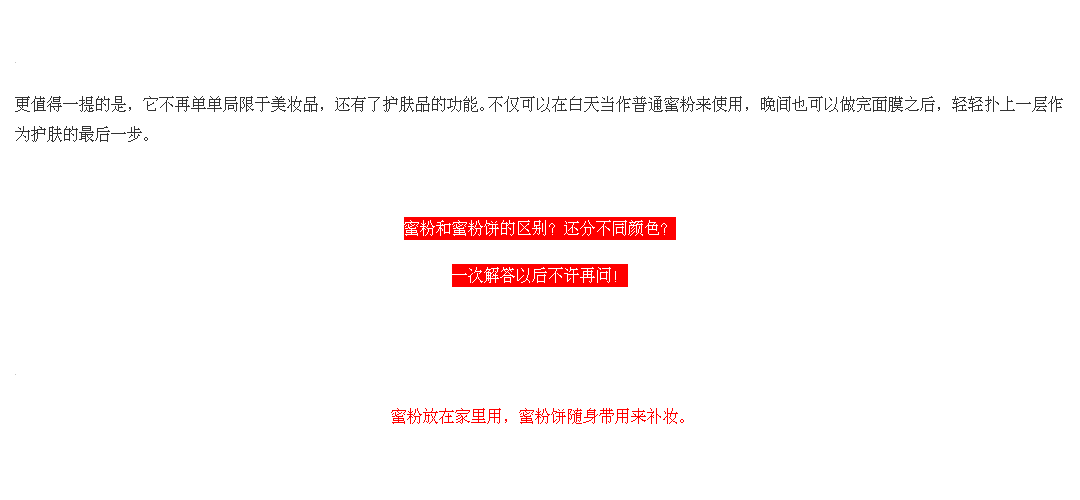 更值得一提的是，它不再单单局限于美妆品，还有了护肤品的功能。不仅可以在白天当作普通蜜粉来使用，晚间也可以做完面膜之后，轻轻扑上一层作
为护肤的最后一步。
蜜粉和蜜粉饼的区别？还分不同颜色？
一次解答以后不许再问！
蜜粉放在家里用，蜜粉饼随身带用来补妆。